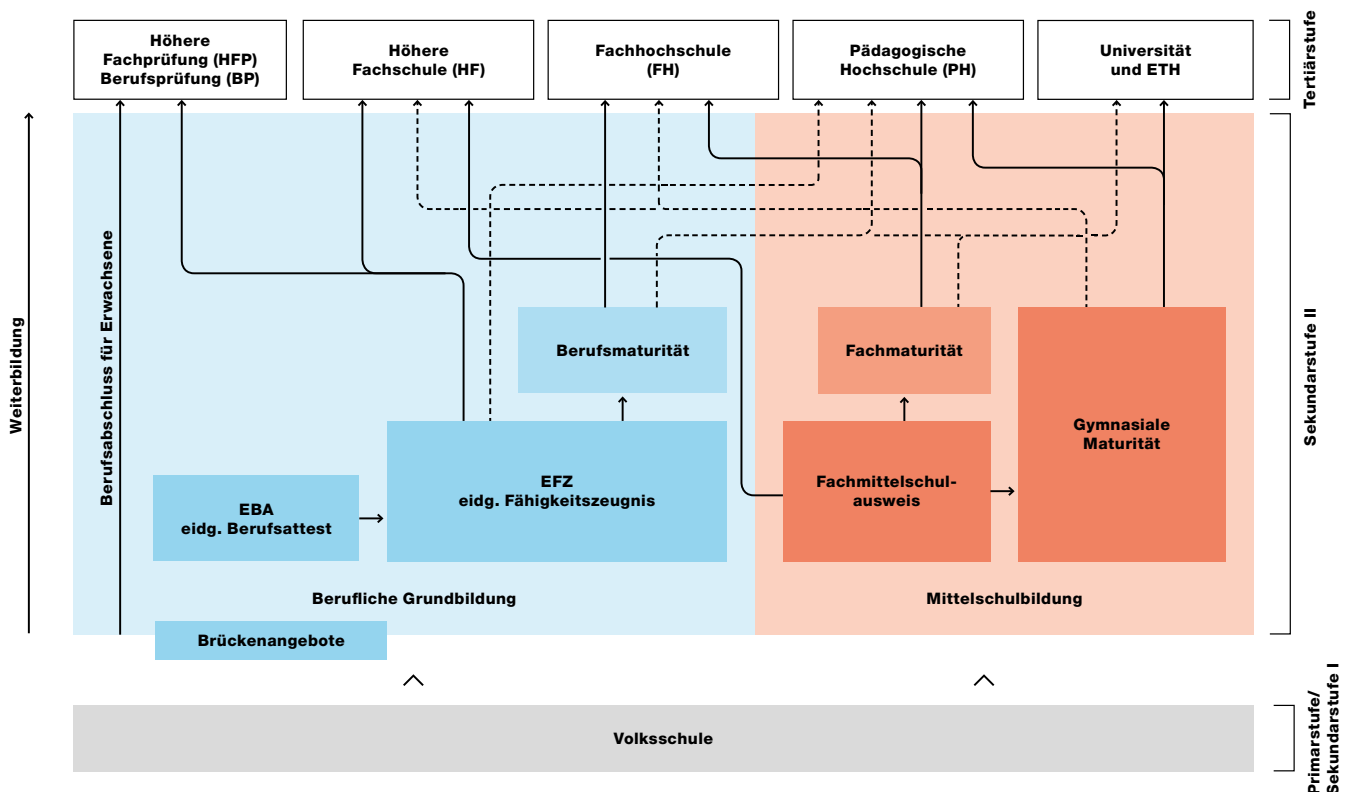 Höhere
Fachprüfung (HFP)
Berufsprüfung (BP)
Höhere
Fachschule (HF)
Fachhochschule
(FH)
Pädagogische
Hochschule (PH)
Universität
und ETH
Tertiärstufe
Weiterbildung
Berufsabschluss für Erwachsene
Sekundarstufe II
Berufsmaturität
Fachmaturität
Gymnasiale
Maturität
EFZ
eidg. Fähigkeitszeugnis
Fachmittelschul-
ausweis
EBA
eidg. Berufsattest
Berufliche Grundbildung
Mittelschulbildung
Brückenangebote
Volksschule
Primarstufe/
Sekundarstufe I